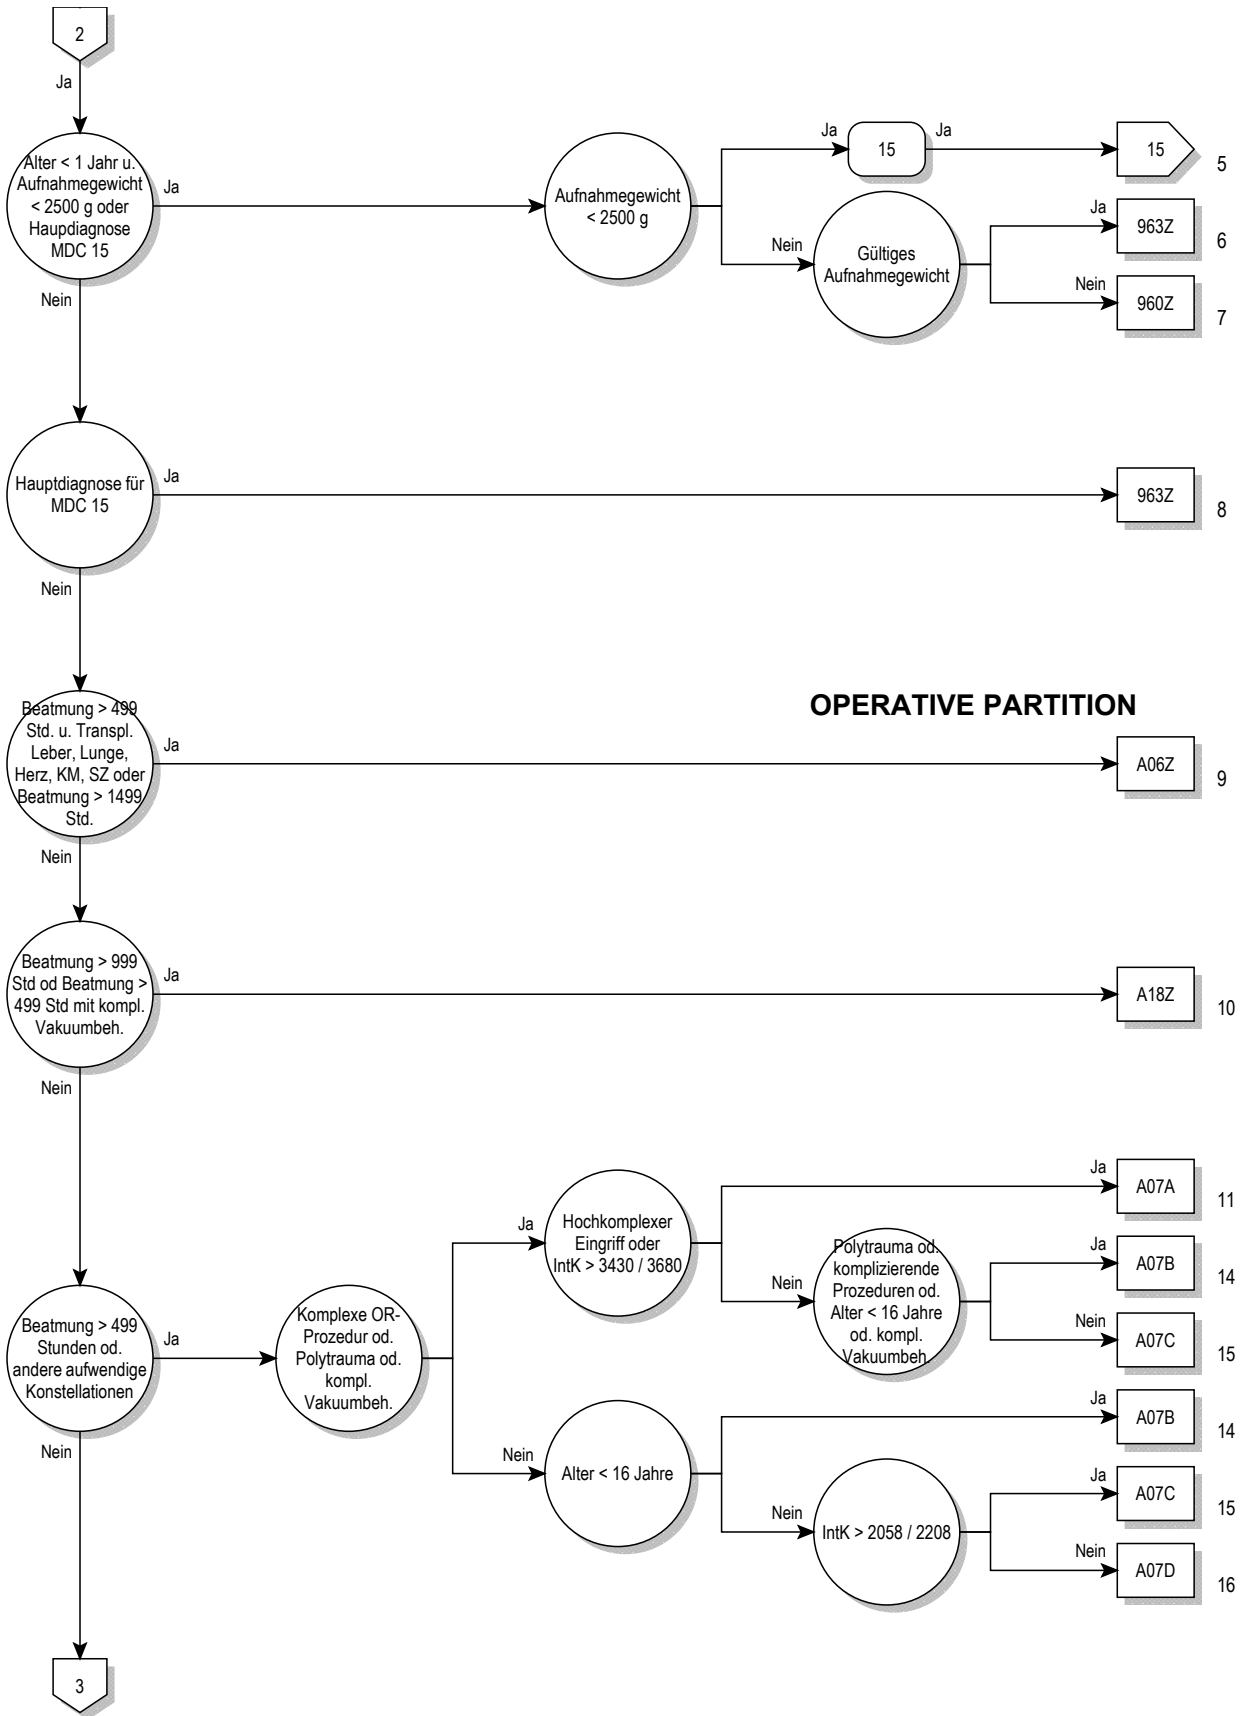 2
Ja
Alter < 1 Jahr u.
Aufnahmegewicht
< 2500 g oder
Haupdiagnose
MDC 15
Ja
Aufnahmegewicht
< 2500 g
Ja
15
Ja
15
5
Nein
Gültiges
Aufnahmegewicht
Ja
963Z
6
Nein
960Z
7
Nein
Hauptdiagnose für
MDC 15
Ja
963Z
8
Nein
OPERATIVE PARTITION
Beatmung > 499
Std. u. Transpl.
Leber, Lunge,
Herz, KM, SZ oder
Beatmung > 1499
Std.
Ja
A06Z
9
Nein
Beatmung > 999
Std od Beatmung >
499 Std mit kompl.
Vakuumbeh.
Ja
A18Z
10
Nein
Beatmung > 499
Stunden od.
andere aufwendige
Konstellationen
Ja
Komplexe OR-
Prozedur od.
Polytrauma od.
kompl.
Vakuumbeh.
Ja
Hochkomplexer
Eingriff oder
IntK > 3430 / 3680
Ja
A07A
11
Nein
Polytrauma od.
komplizierende
Prozeduren od.
Alter < 16 Jahre
od. kompl.
Vakuumbeh.
Ja
A07B
14
Nein
A07C
15
Nein
Alter < 16 Jahre
Ja
A07B
14
Nein
IntK > 2058 / 2208
Ja
A07C
15
Nein
A07D
16
Nein
3